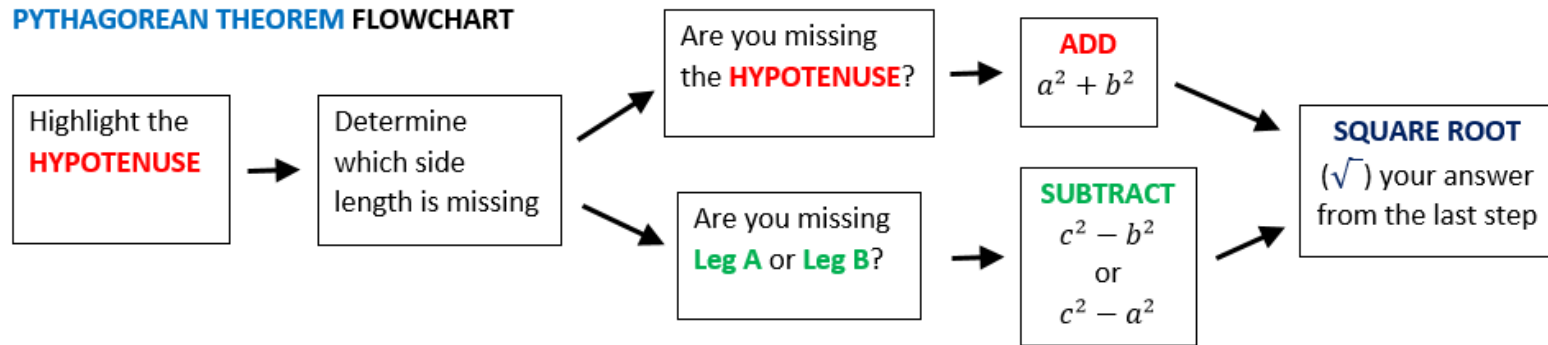 PYTHAGOREAN THEOREM FLOWCHART
Highlight the
HYPOTENUSE
Determine
which side
length is missing
Are you missing
the HYPOTENUSE?
ADD
a² + b²
Are you missing
Leg A or Leg B?
SUBTRACT
c² − b²
or
c² − a²
SQUARE ROOT
(√ ) your answer
from the last step